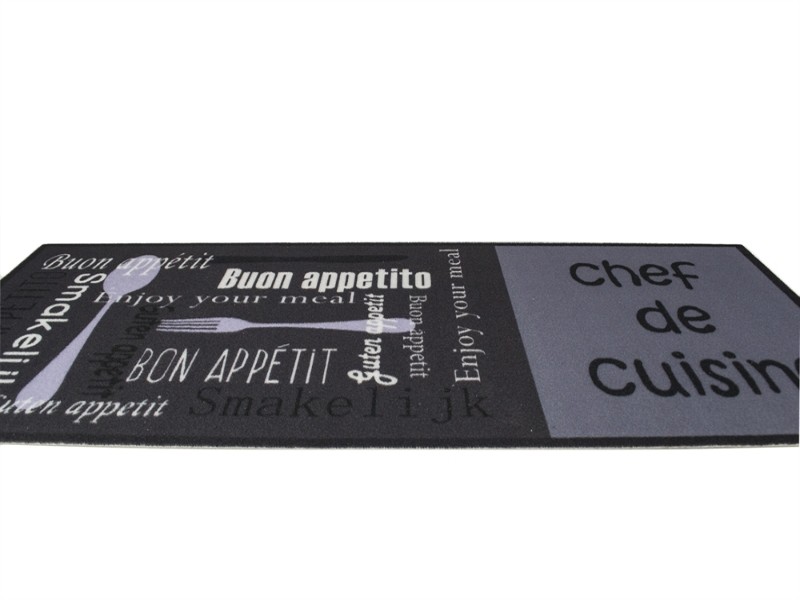 Buon appétit
Buon appetito
Enjoy your meal
Smakelijk
Guten appetit
BON APPÉTIT
Guten appetit
Buon appetit
Enjoy your meal
Guten appetit
Smakelijk
chef
de
cuisin